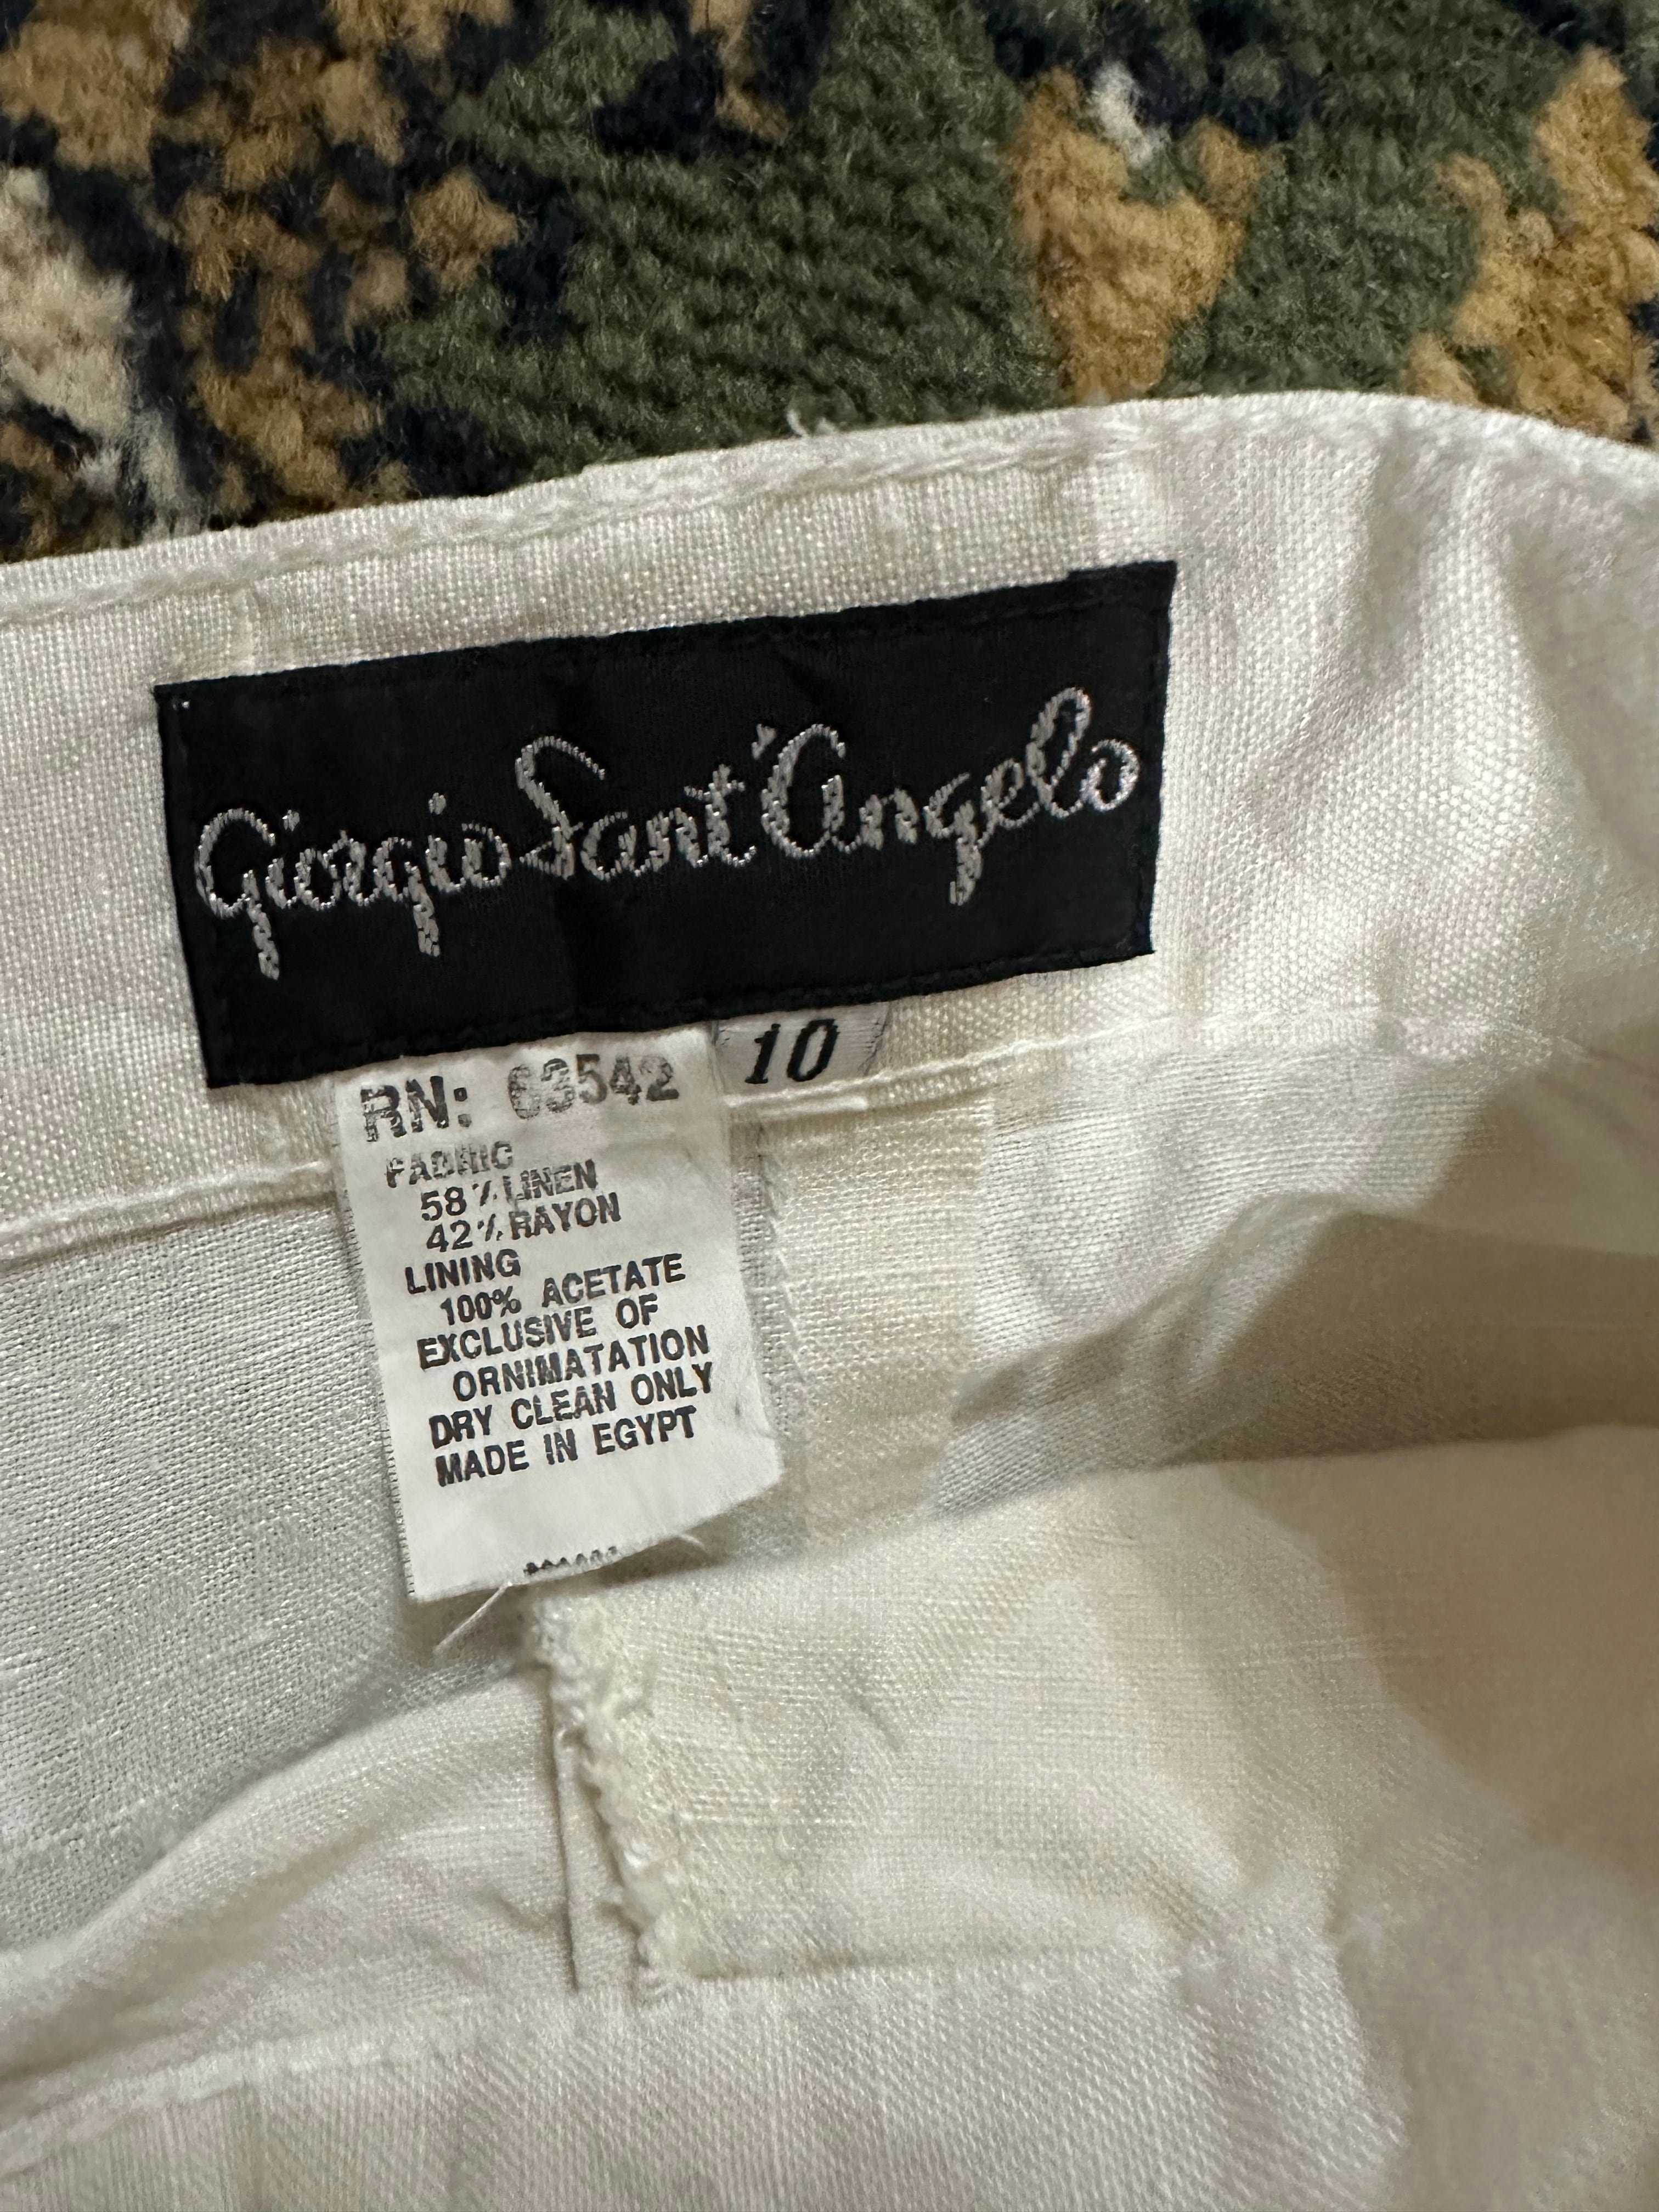 Giorgio Sant'Angelo
10
RN: 63542
FABRIC
58% LINEN
42% RAYON
LINING
100% ACETATE
EXCLUSIVE OF
ORNIMATATION
DRY CLEAN ONLY
MADE IN EGYPT